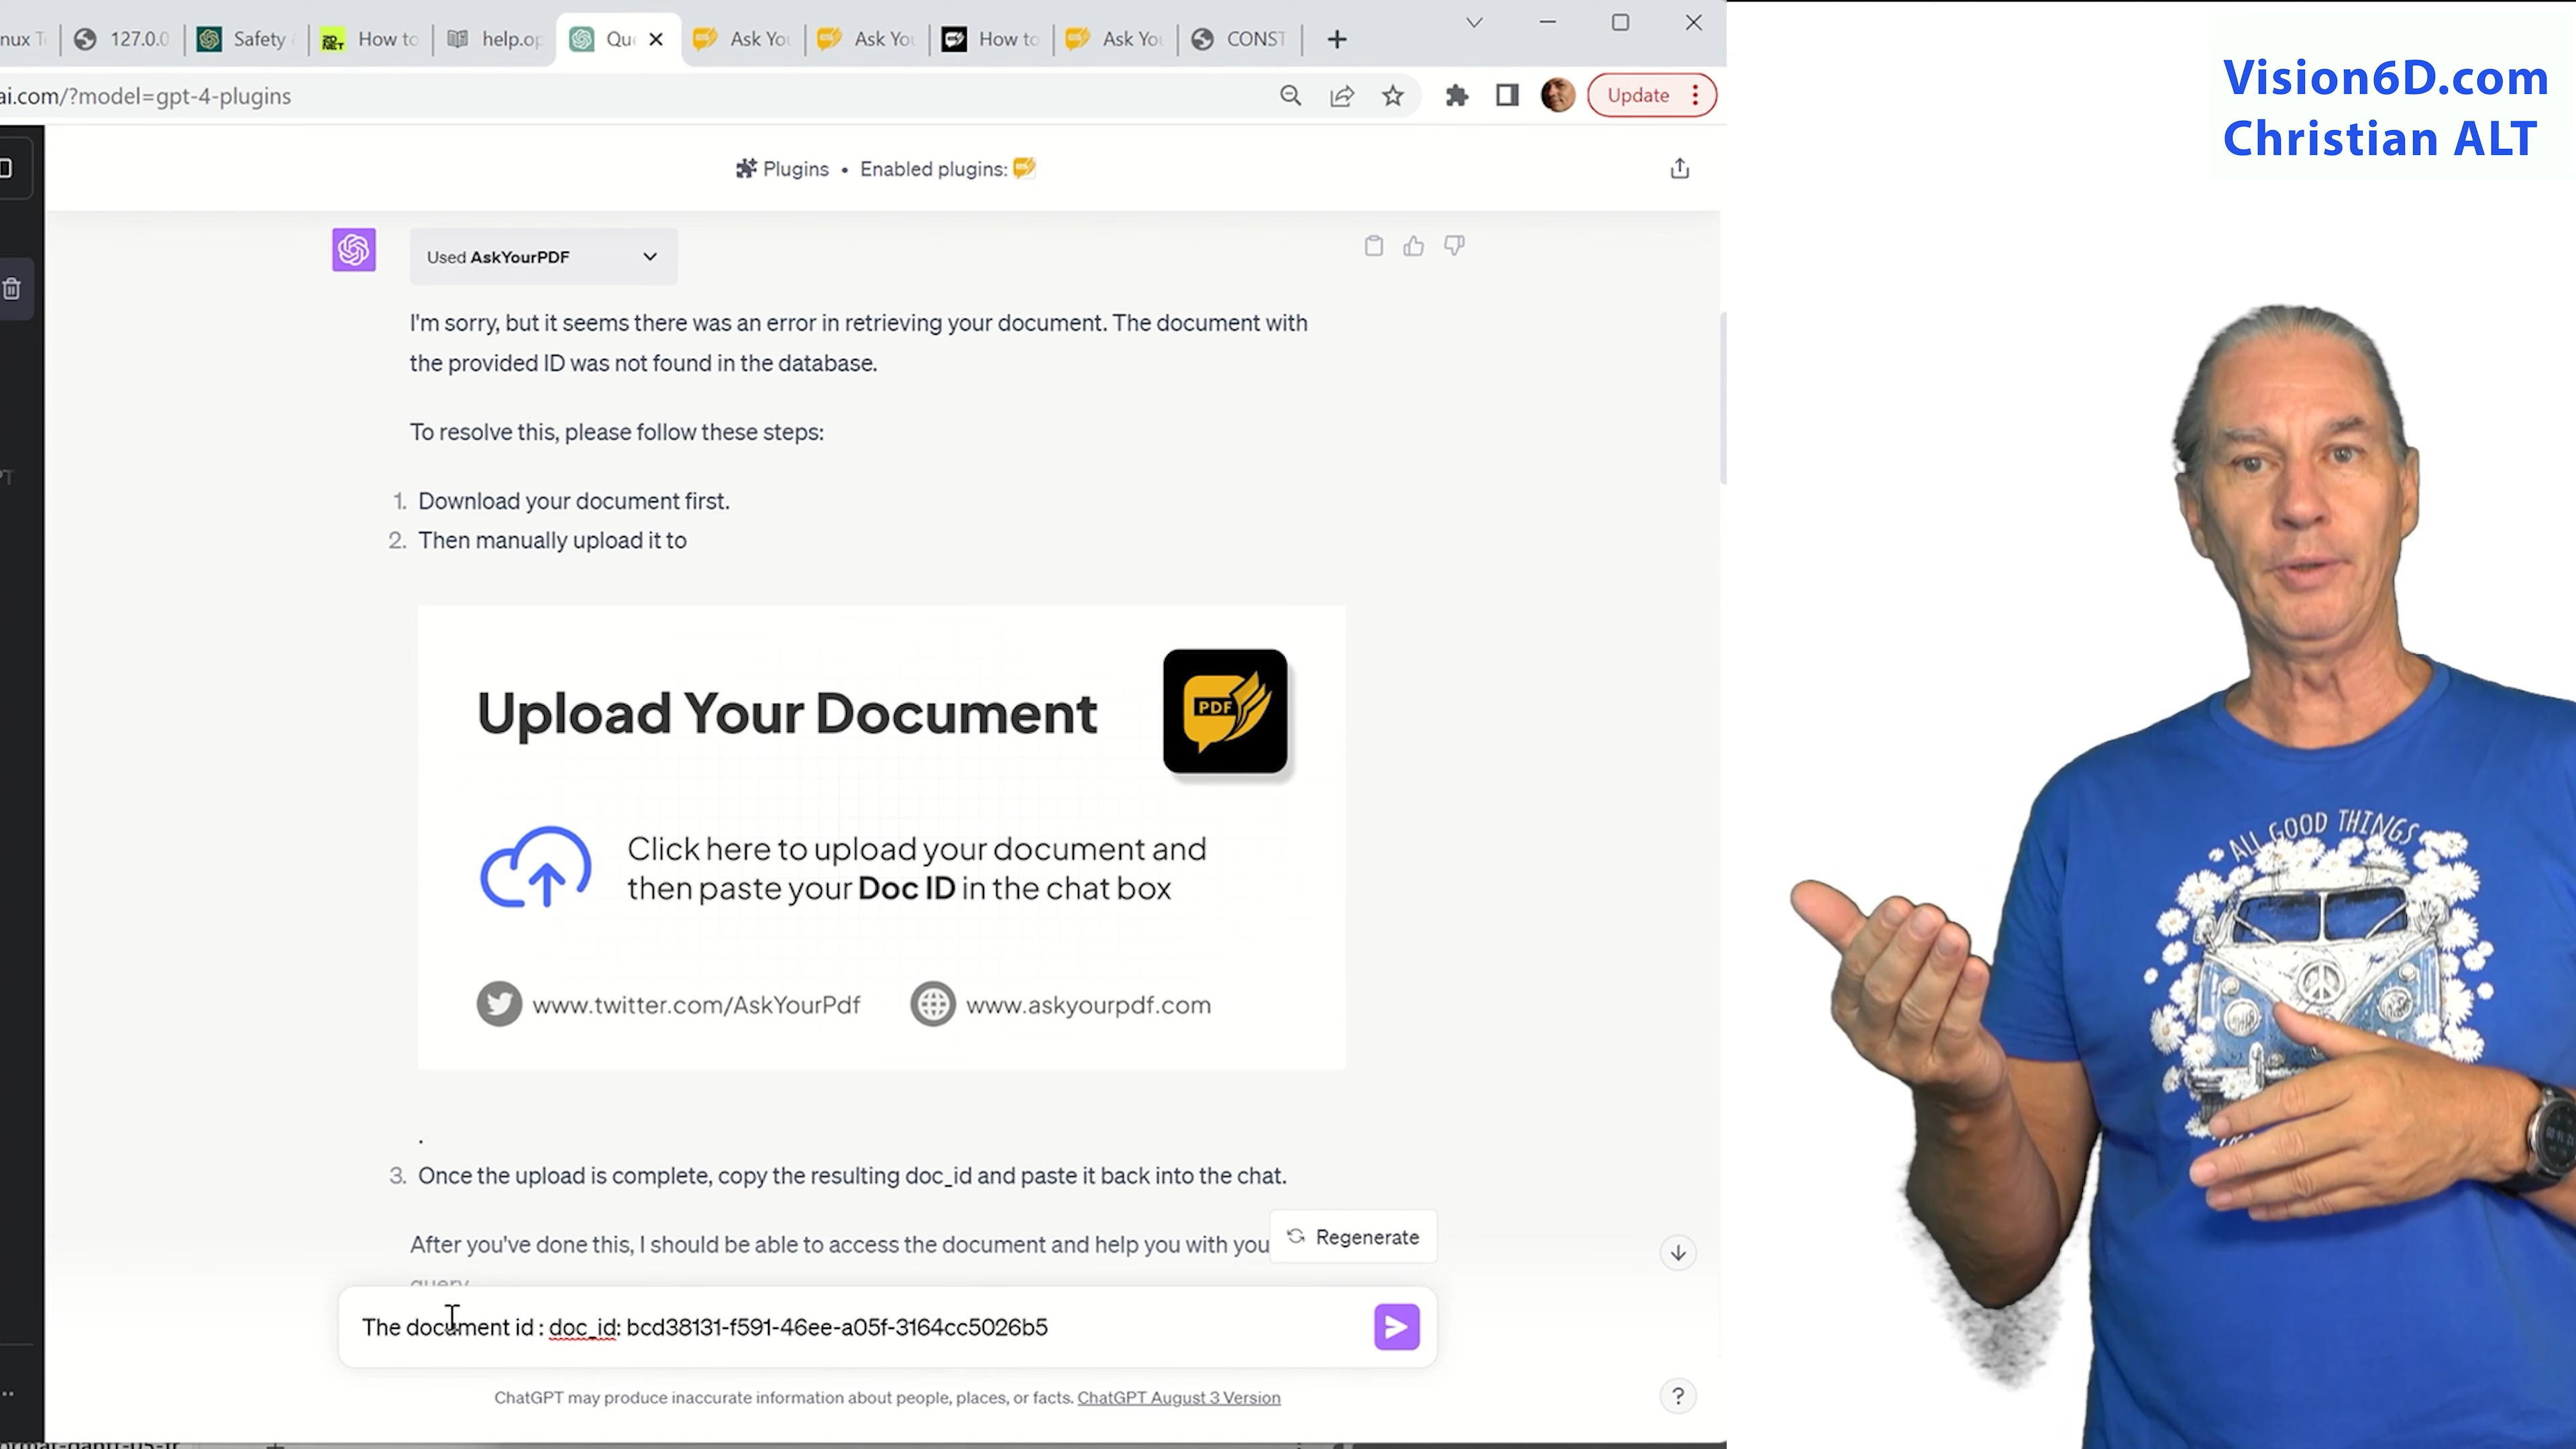 nux T
127.0.0
Safety
How to
help.op
Que
Ask You
Ask You
How to
Ask You
CONST
ai.com/?model=gpt-4-plugins
Update
Vision6D.com
Christian ALT
Plugins • Enabled plugins:
Used AskYourPDF
I'm sorry, but it seems there was an error in retrieving your document. The document with
the provided ID was not found in the database.
To resolve this, please follow these steps:
1. Download your document first.
2. Then manually upload it to
Upload Your Document
PDF
Click here to upload your document and
then paste your Doc ID in the chat box
www.twitter.com/AskYourPdf
www.askyourpdf.com
.
3. Once the upload is complete, copy the resulting doc_id and paste it back into the chat.
After you've done this, I should be able to access the document and help you with you
query
Regenerate
The document id : doc_id: bcd38131-f591-46ee-a05f-3164cc5026b5
ChatGPT may produce inaccurate information about people, places, or facts. ChatGPT August 3 Version
?
ALL GOOD THINGS